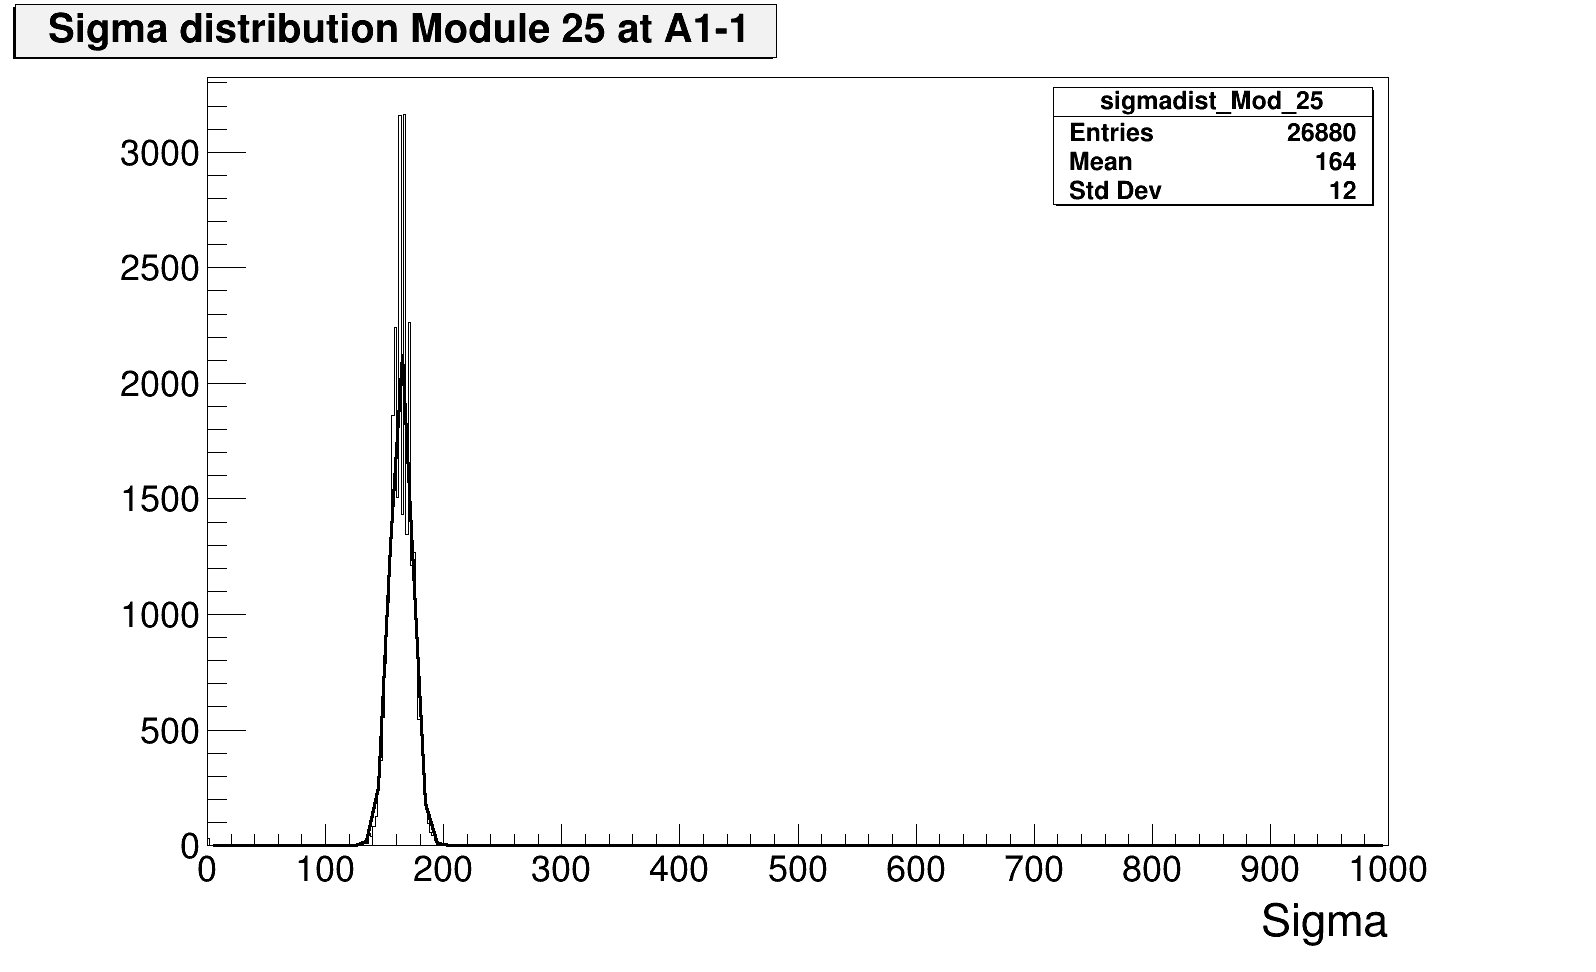 Sigma distribution Module 25 at A1-1
sigmadist_Mod_25
Entries 26880
Mean 164
Std Dev 12
3000
2500
2000
1500
1000
500
0
0 100 200 300 400 500 600 700 800 900 1000
Sigma